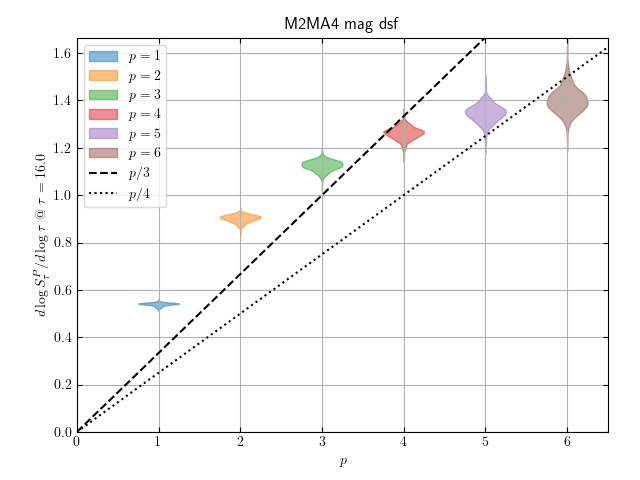 M2MA4 mag dsf
p = 1
p = 2
p = 3
p = 4
p = 5
p = 6
p/3
p/4
d log S_τ^P / d log τ @ τ = 16.0
1.6
1.4
1.2
1.0
0.8
0.6
0.4
0.2
0.0
0 1 2 3 4 5 6
p